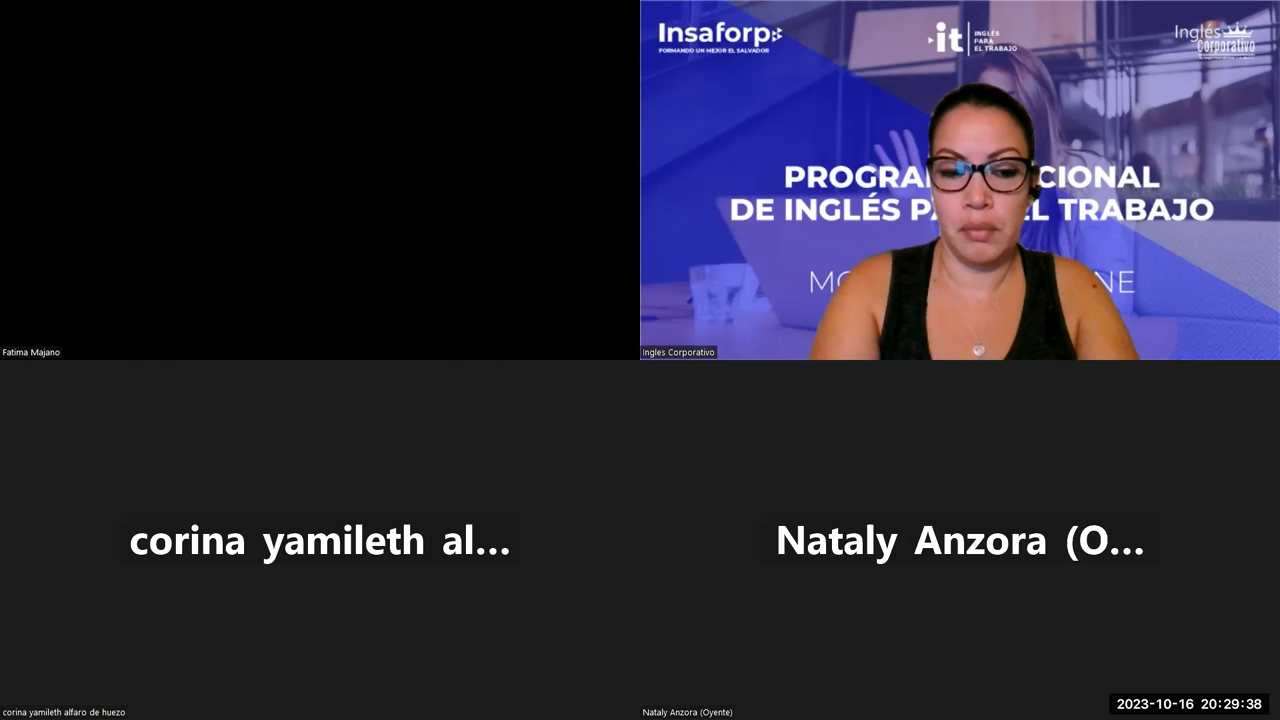 Insaforp
FORMANDO UN MEJOR EL SALVADOR
it
INGLÉS
PARA
EL TRABAJO
Inglés
Corporativo
PROGRA CIONAL
DE INGLÉS PA EL TRABAJO
MO NE
Fatima Majano
Ingles Corporativo
corina yamileth al...
Nataly Anzora (O...
corina yamileth alfaro de huezo
Nataly Anzora (Oyente)
2023-10-16 20:29:38